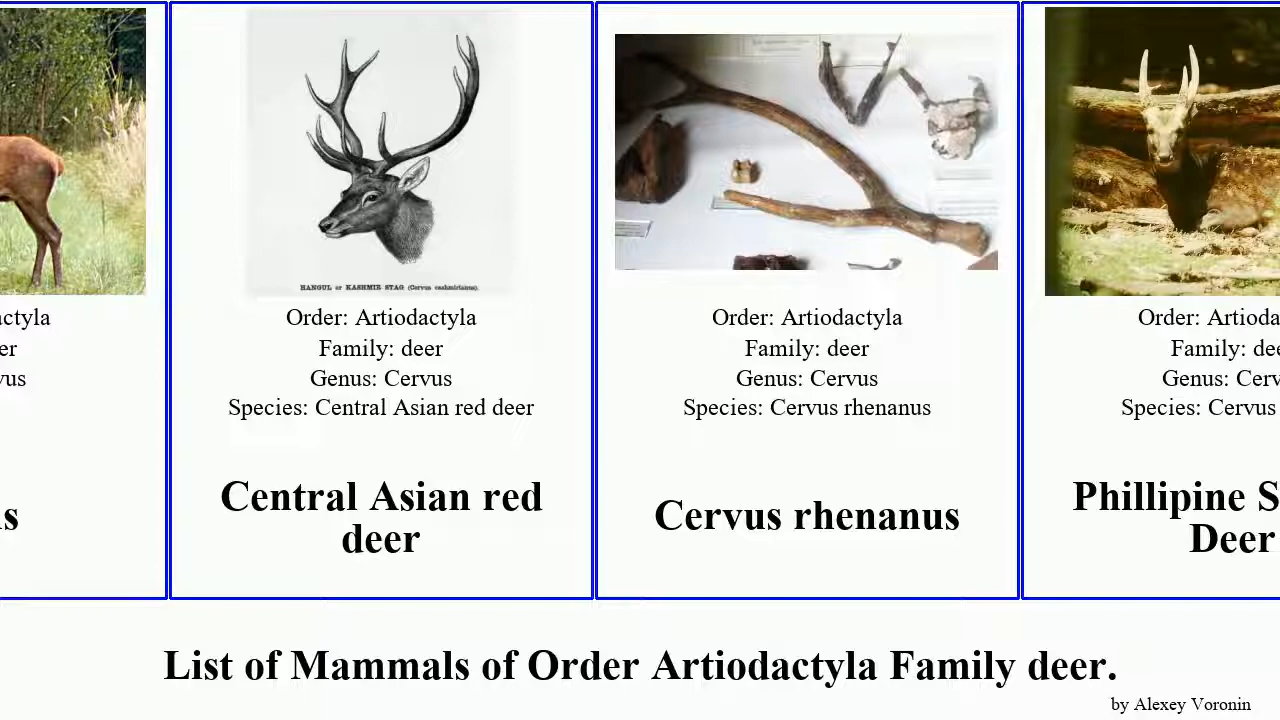 actyla
er
vus
s
HANGUL or KASHMIR STAG (Cervus cashmirianus).
Order: Artiodactyla
Family: deer
Genus: Cervus
Species: Central Asian red deer
Central Asian red
deer
Order: Artiodactyla
Family: deer
Genus: Cervus
Species: Cervus rhenanus
Cervus rhenanus
Order: Artioda
Family: dee
Genus: Cerv
Species: Cervus
Phillipine S
Deer
List of Mammals of Order Artiodactyla Family deer.
by Alexey Voronin